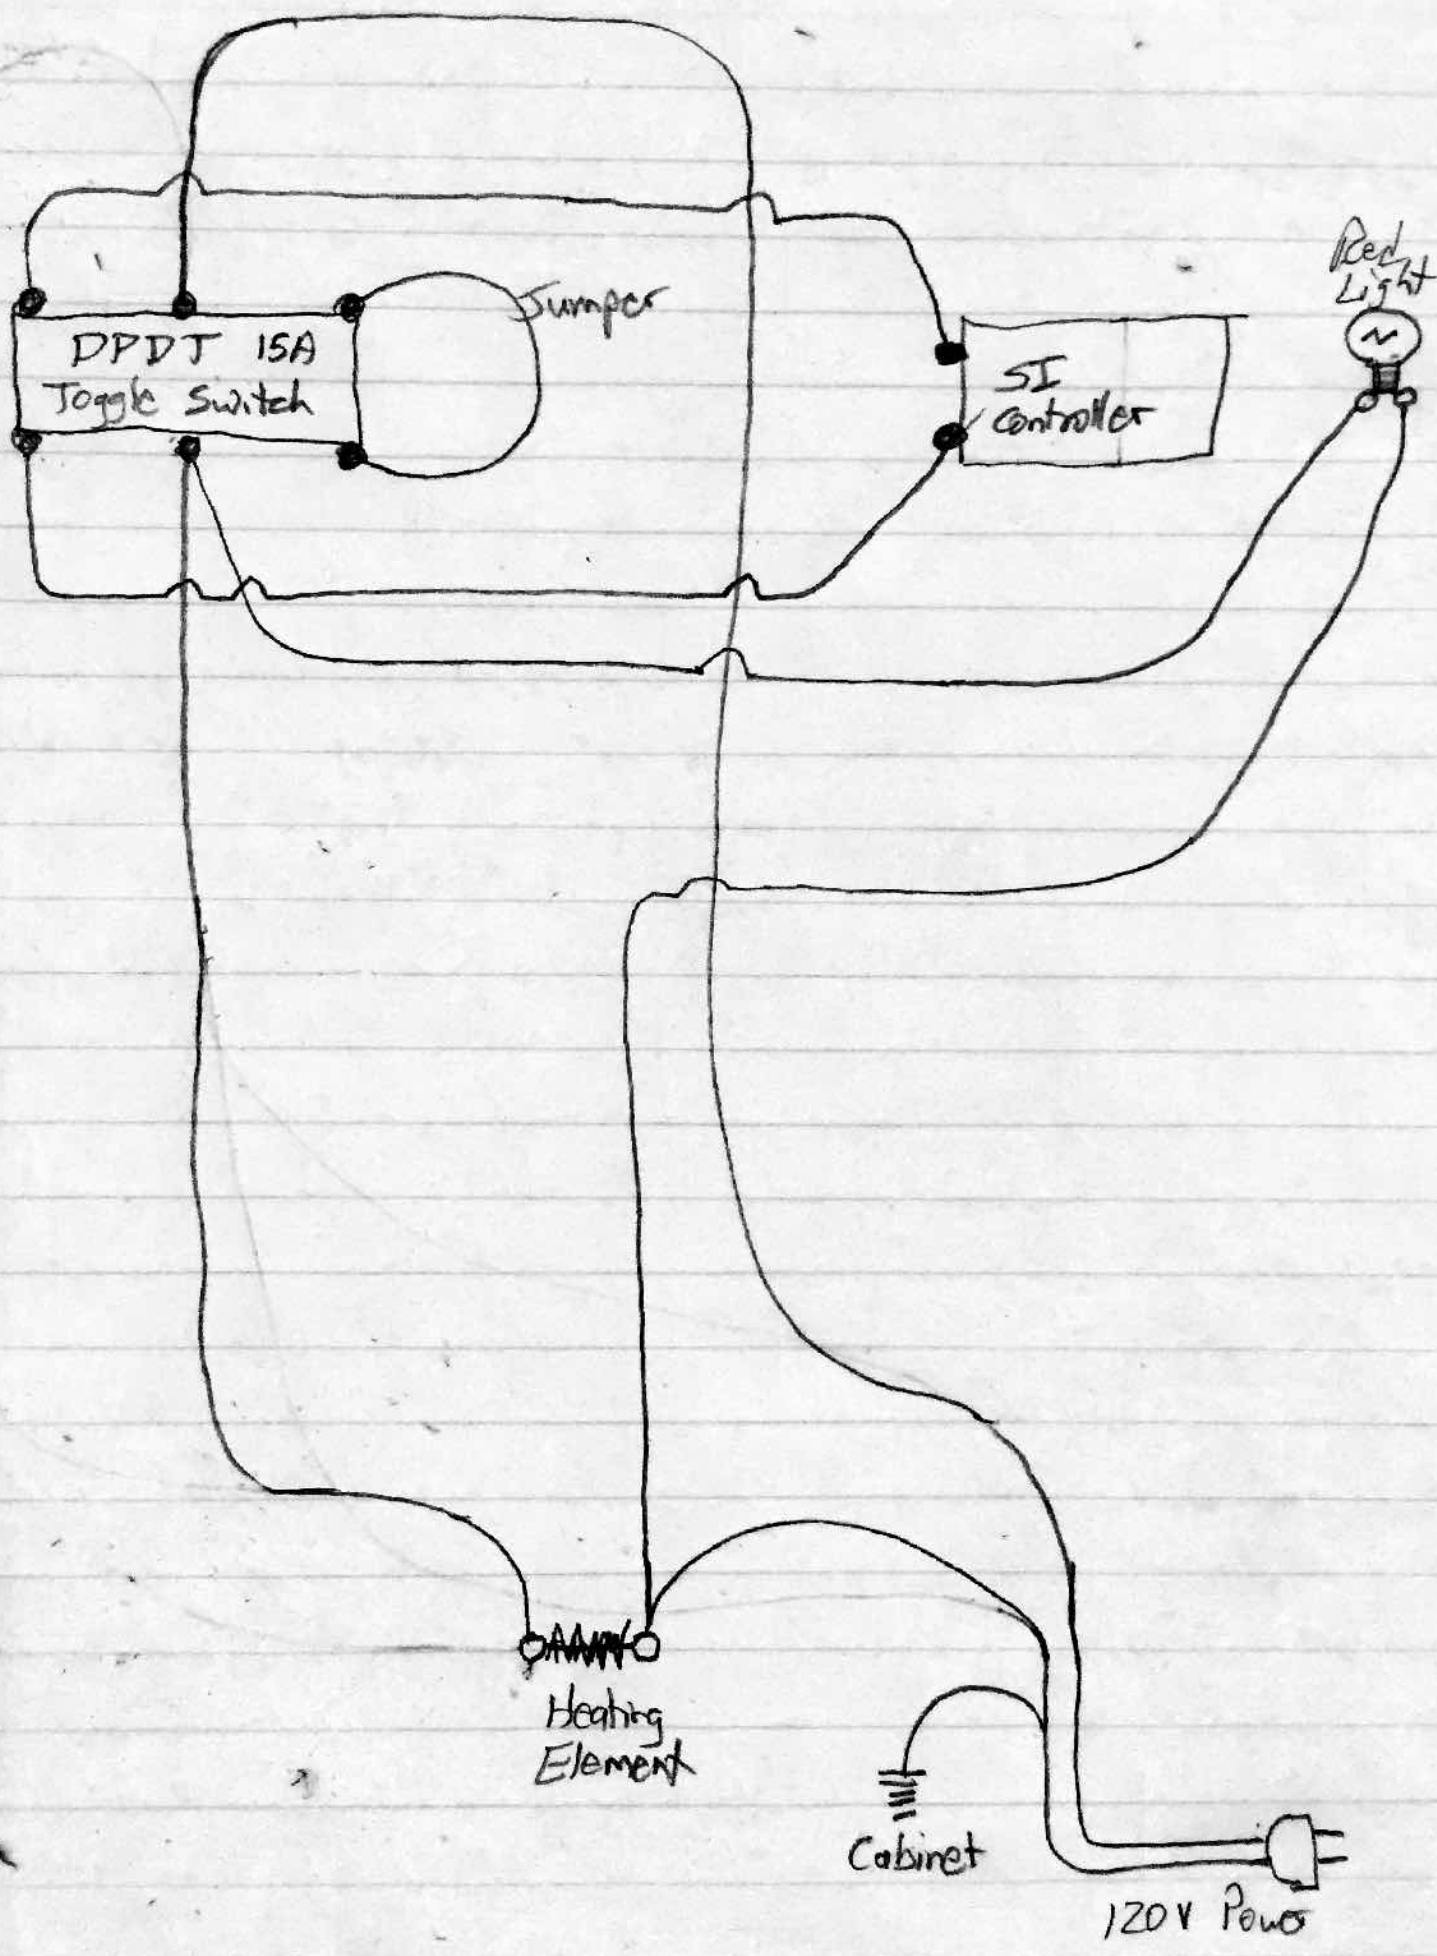 Jumper
Red
Light
DPDT 15A
Toggle Switch
SI
Controller
Heating
Element
Cabinet
120V Power